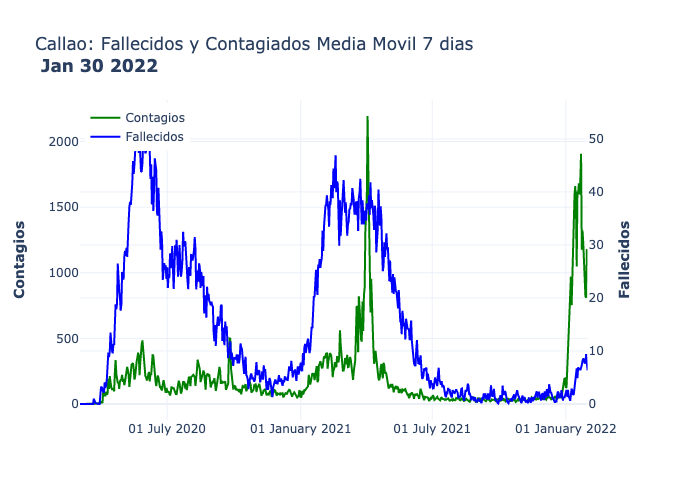 Callao: Fallecidos y Contagiados Media Movil 7 dias
Jan 30 2022
Contagios
Fallecidos
2000
1500
1000
500
0
50
40
30
20
10
0
Contagios
Fallecidos
01 July 2020
01 January 2021
01 July 2021
01 January 2022